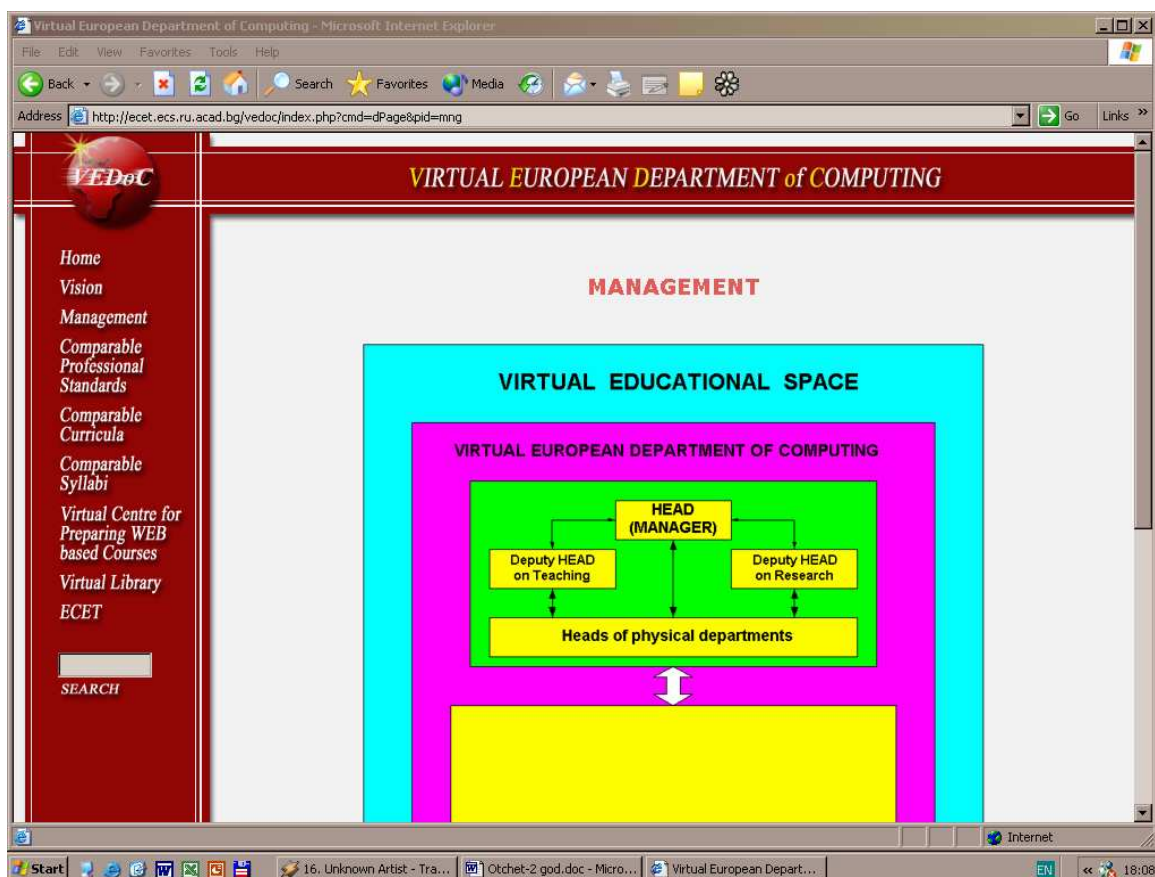 Virtual European Department of Computing - Microsoft Internet Explorer
File Edit View Favorites Tools Help
Back Search Favorites Media
Address http://ecet.ecs.ru.acad.bg/vedoc/index.php?cmd=dPage&pid=mng Go Links »
VEDoC
VIRTUAL EUROPEAN DEPARTMENT of COMPUTING
Home
Vision
Management
Comparable
Professional
Standards
Comparable
Curricula
Comparable
Syllabi
Virtual Centre for
Preparing WEB
based Courses
Virtual Library
ECET
SEARCH
MANAGEMENT
VIRTUAL EDUCATIONAL SPACE
VIRTUAL EUROPEAN DEPARTMENT OF COMPUTING
HEAD
(MANAGER)
Deputy HEAD
on Teaching
Deputy HEAD
on Research
Heads of physical departments
Internet
Start 16. Unknown Artist - Tra... Otchet-2 god.doc - Micro... Virtual European Depart... EN « 18:08